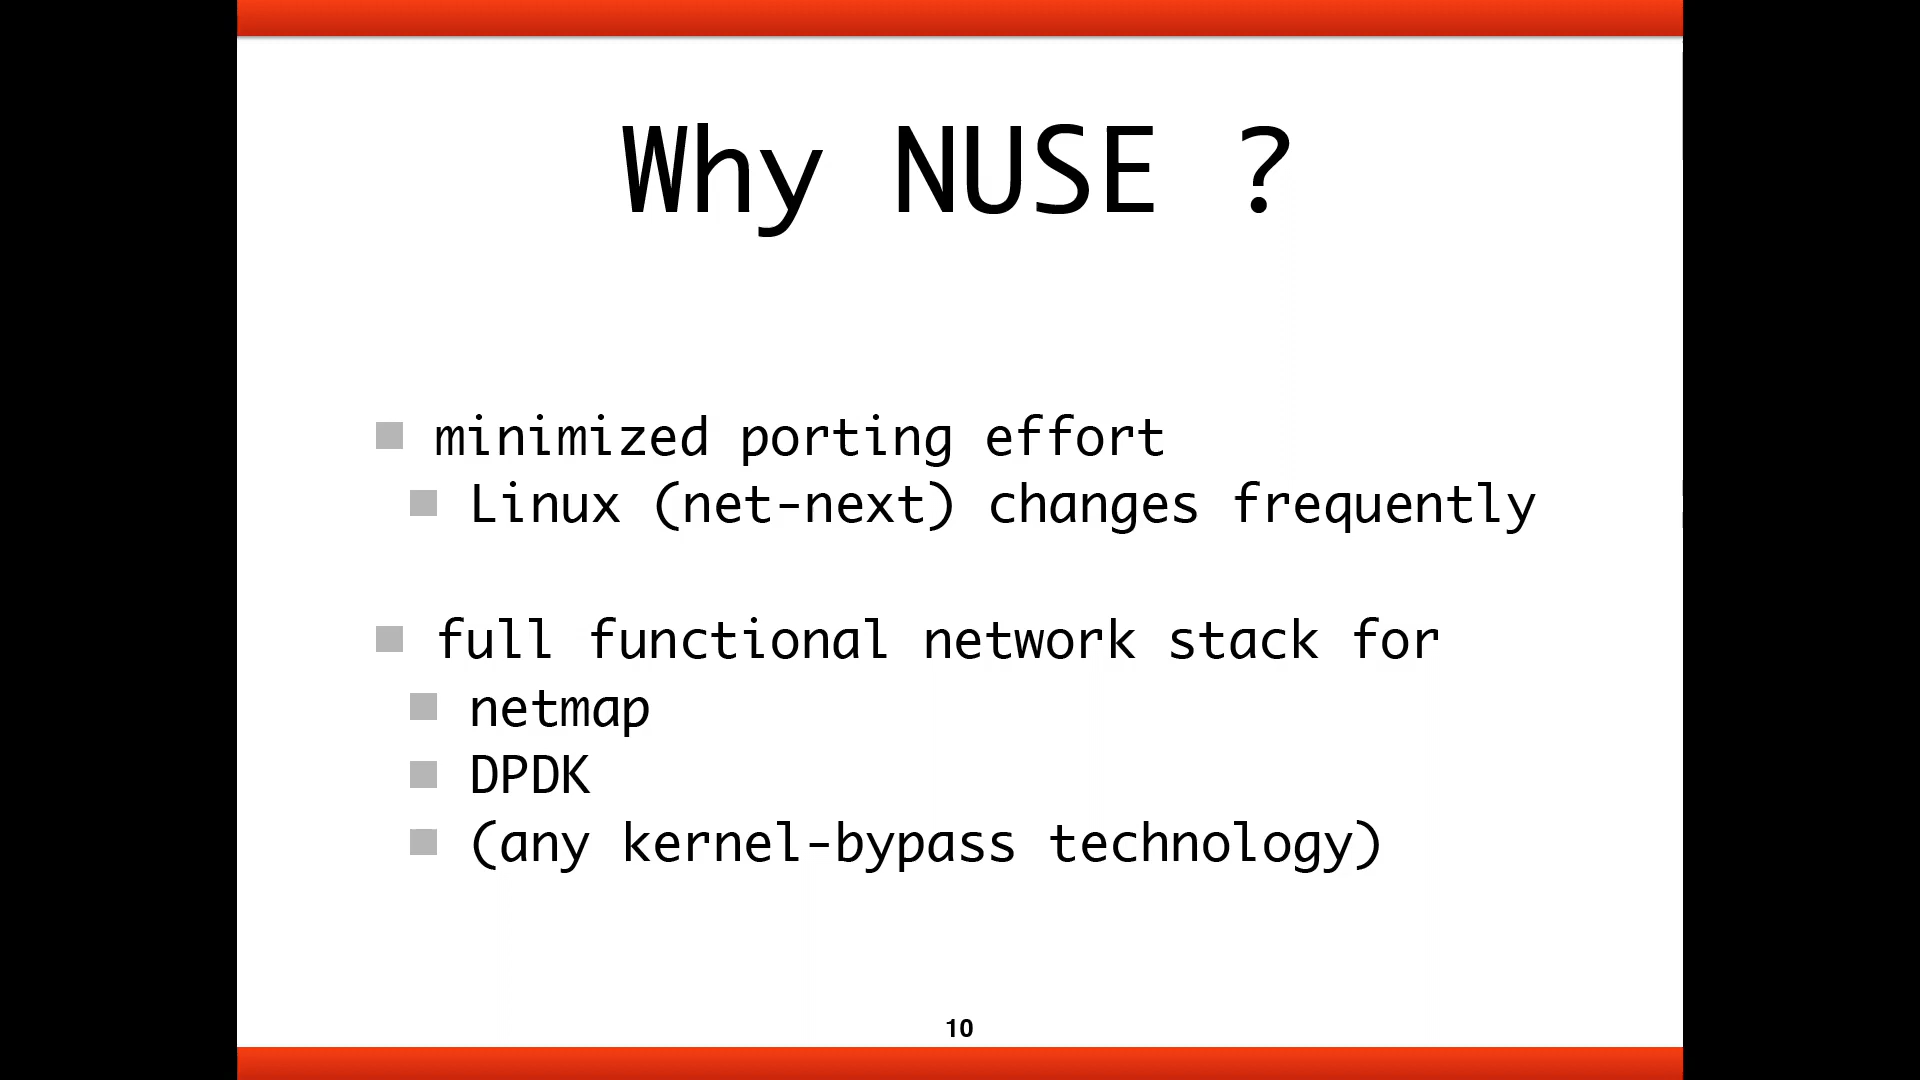 Why NUSE ?
minimized porting effort
Linux (net-next) changes frequently
full functional network stack for
netmap
DPDK
(any kernel-bypass technology)
10